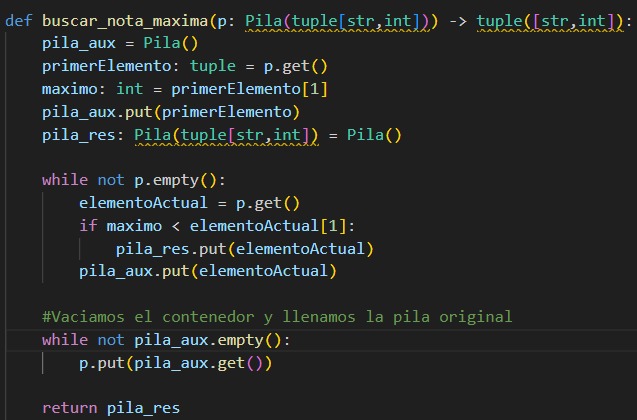 def buscar_nota_maxima(p: Pila(tuple[str,int])) -> tuple([str,int]):
    pila_aux = Pila()
    primerElemento: tuple = p.get()
    maximo: int = primerElemento[1]
    pila_aux.put(primerElemento)
    pila_res: Pila(tuple[str,int]) = Pila()

    while not p.empty():
        elementoActual = p.get()
        if maximo < elementoActual[1]:
            pila_res.put(elementoActual)
        pila_aux.put(elementoActual)

    #Vaciamos el contenedor y llenamos la pila original
    while not pila_aux.empty():
        p.put(pila_aux.get())

    return pila_res